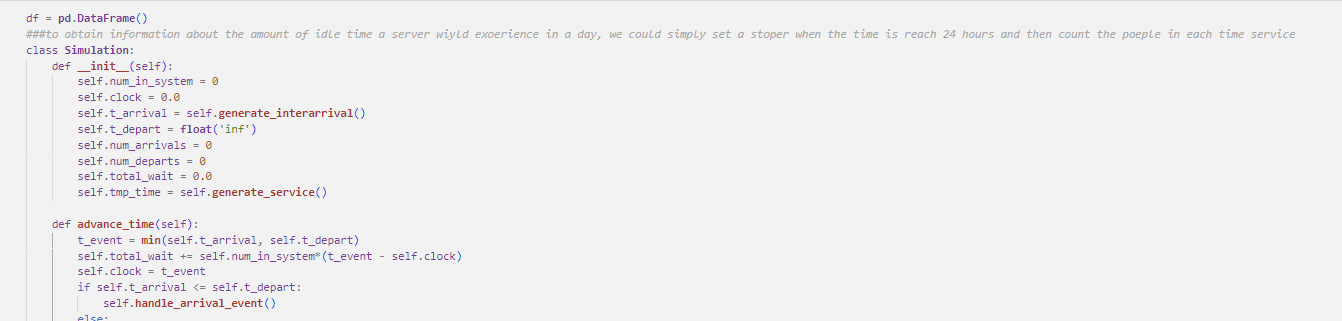 df = pd.DataFrame()
###to obtain information about the amount of idle time a server wiyld exoerience in a day, we could simply set a stoper when the time is reach 24 hours and then count the poeple in each time service
class Simulation:
    def __init__(self):
        self.num_in_system = 0
        self.clock = 0.0
        self.t_arrival = self.generate_interarrival()
        self.t_depart = float('inf')
        self.num_arrivals = 0
        self.num_departs = 0
        self.total_wait = 0.0
        self.tmp_time = self.generate_service()
    def advance_time(self):
        t_event = min(self.t_arrival, self.t_depart)
        self.total_wait += self.num_in_system*(t_event - self.clock)
        self.clock = t_event
        if self.t_arrival <= self.t_depart:
            self.handle_arrival_event()
        else: